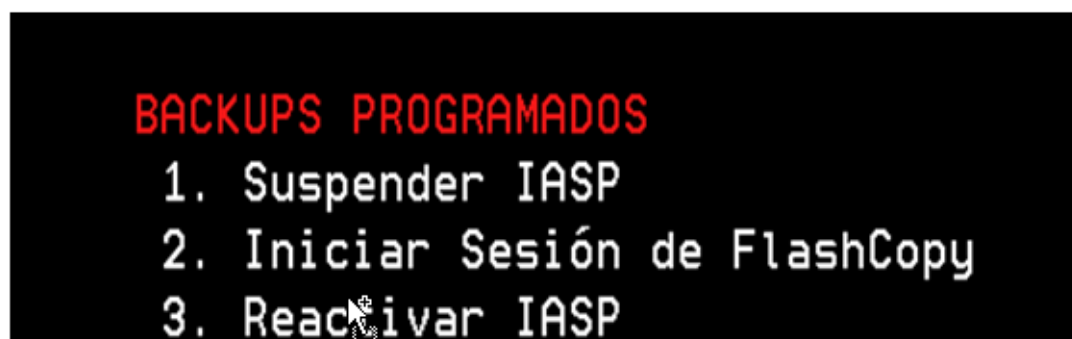 BACKUPS PROGRAMADOS
1. Suspender IASP
2. Iniciar Sesión de FlashCopy
3. Reactivar IASP